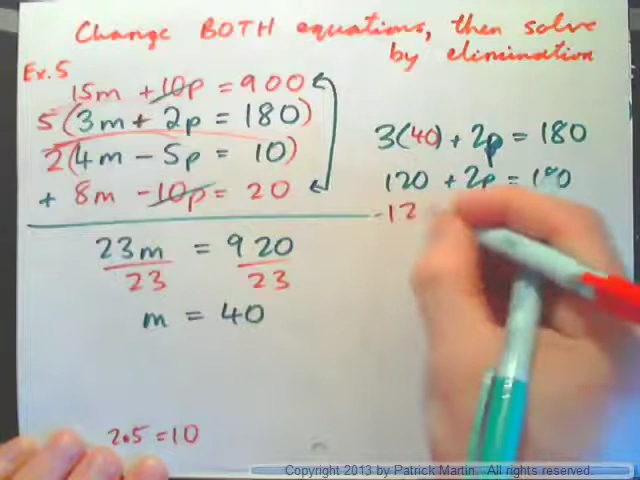 Change BOTH equations, then solve
by elimination
Ex.5
15m + 10p = 900
5(3m + 2p = 180)
2(4m - 5p = 10)
+ 8m - 10p = 20
23m = 920
23 23
m = 40
2•5 = 10
3(40) + 2p = 180
120 + 2p = 180
-12
Copyright 2013 by Patrick Martin. All rights reserved.